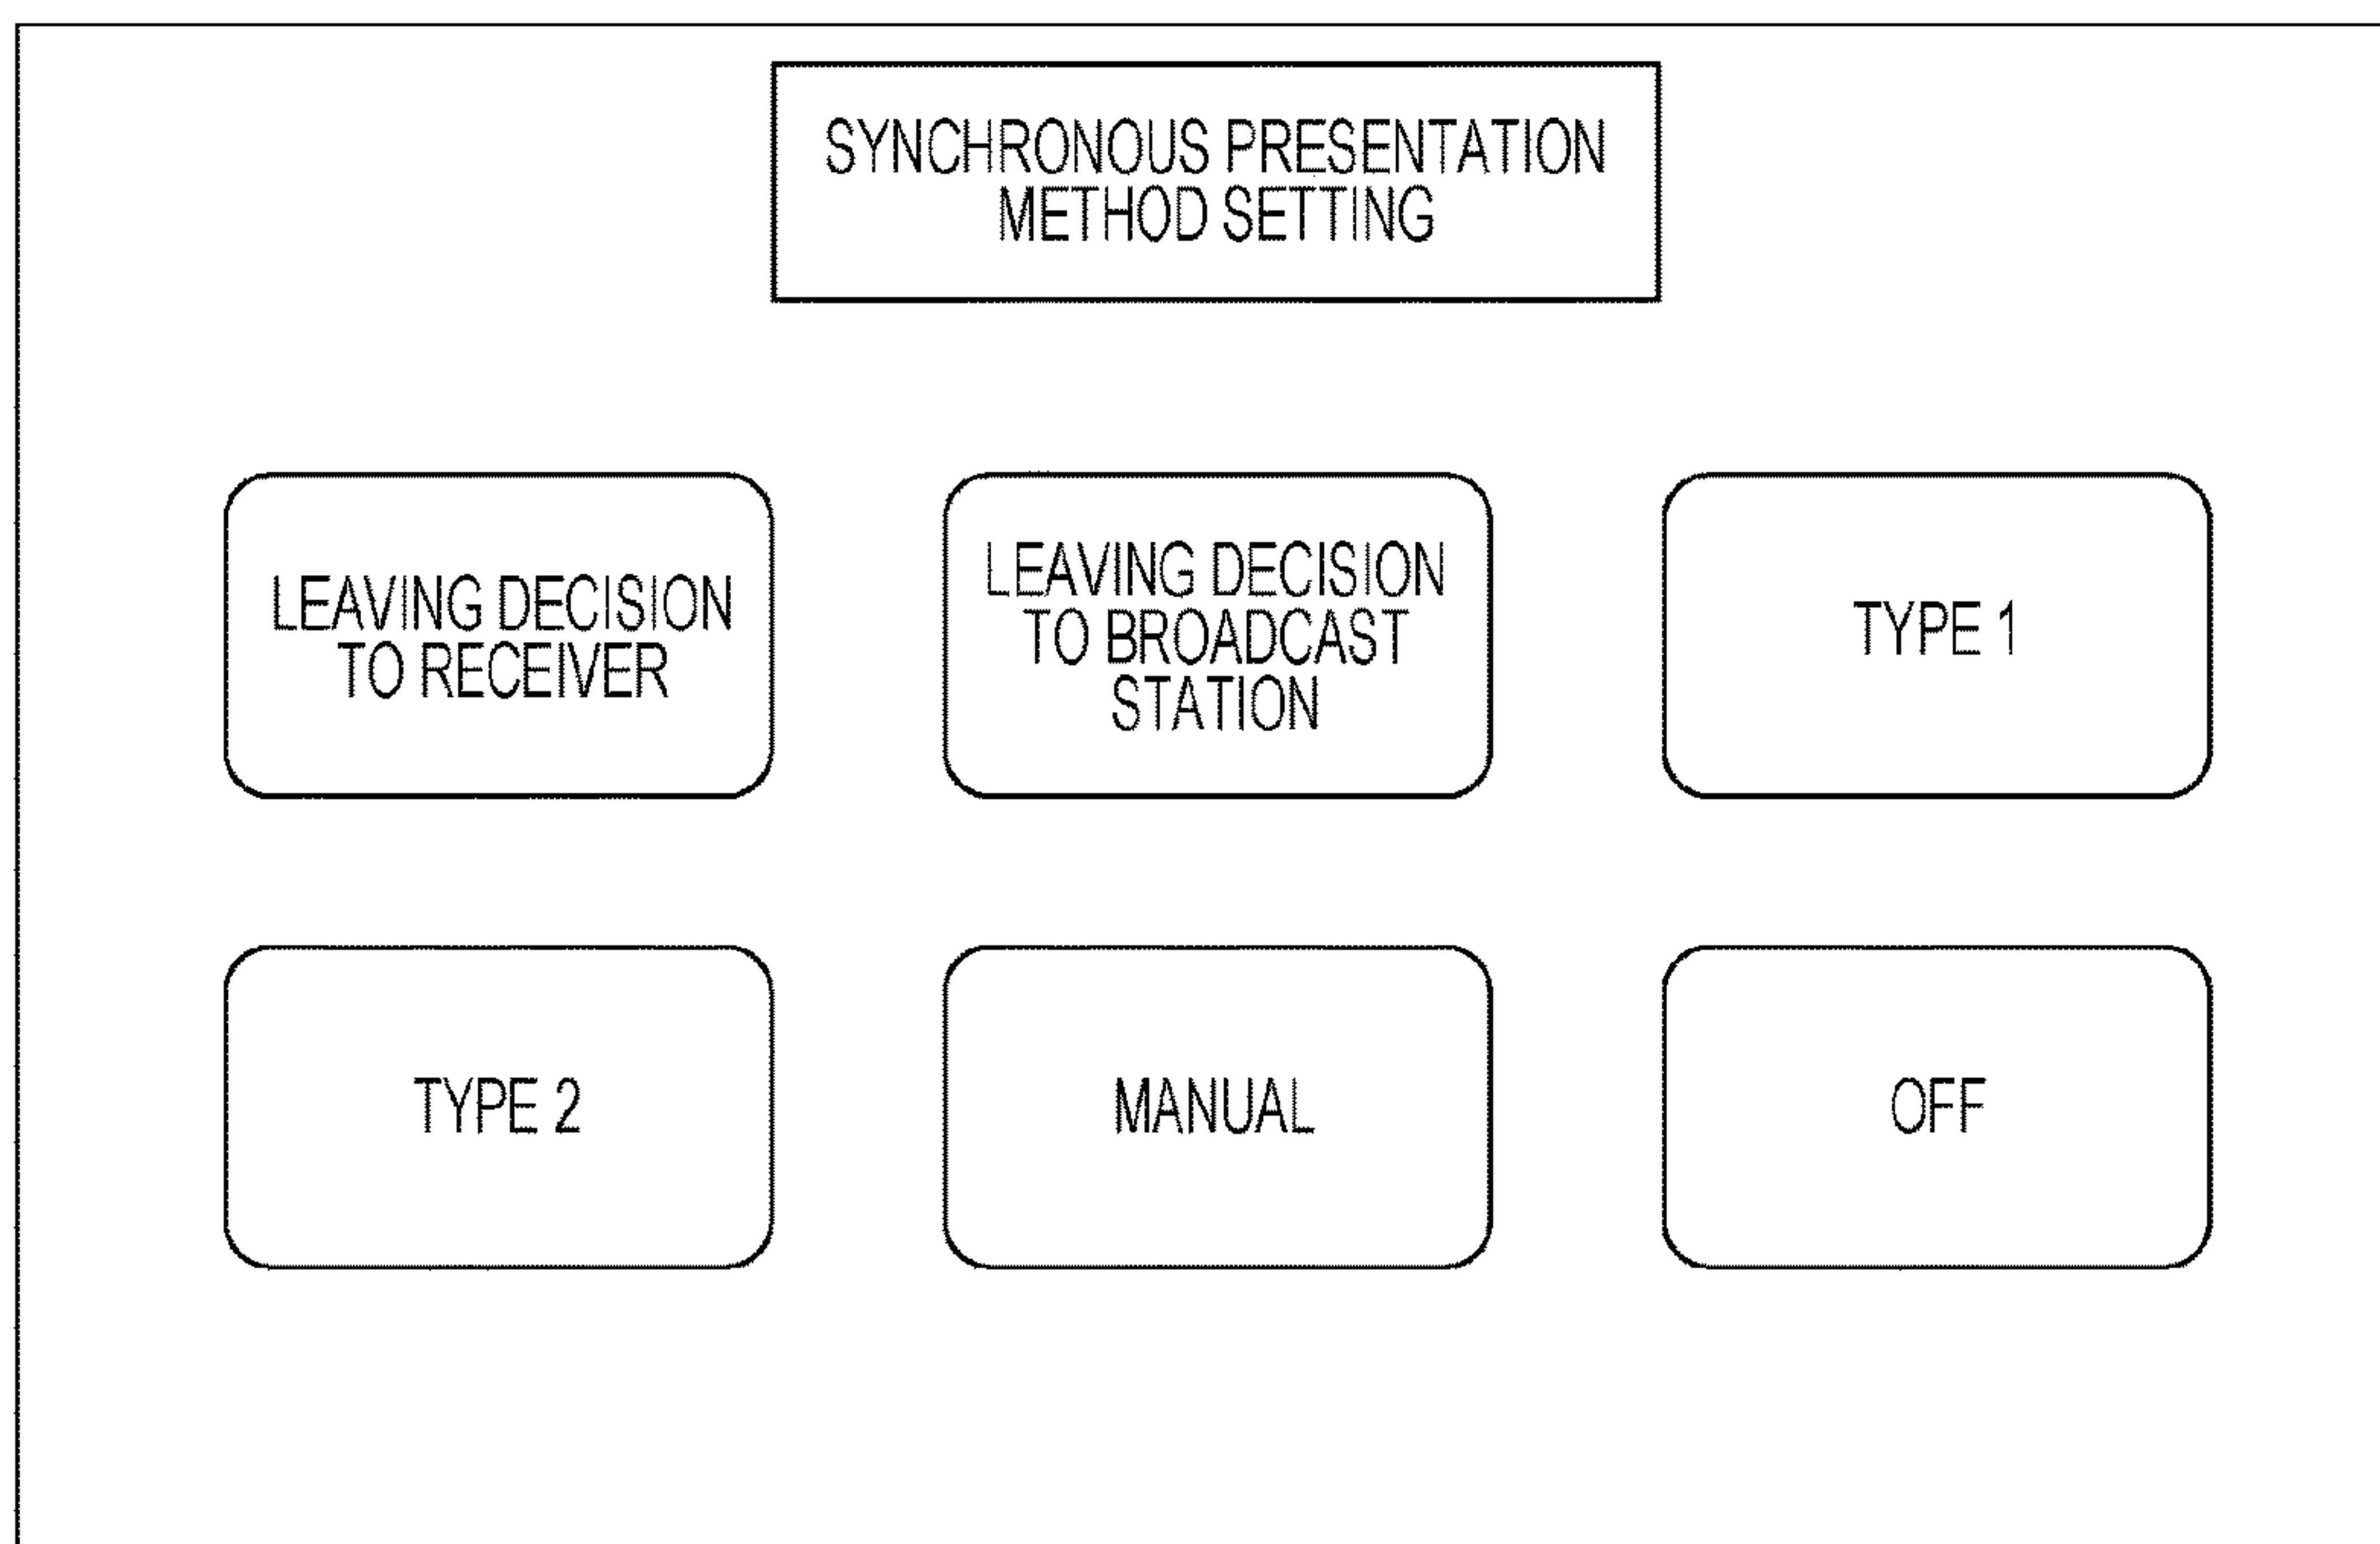 SYNCHRONOUS PRESENTATION
METHOD SETTING
LEAVING DECISION
TO RECEIVER
LEAVING DECISION
TO BROADCAST
STATION
TYPE 1
TYPE 2
MANUAL
OFF